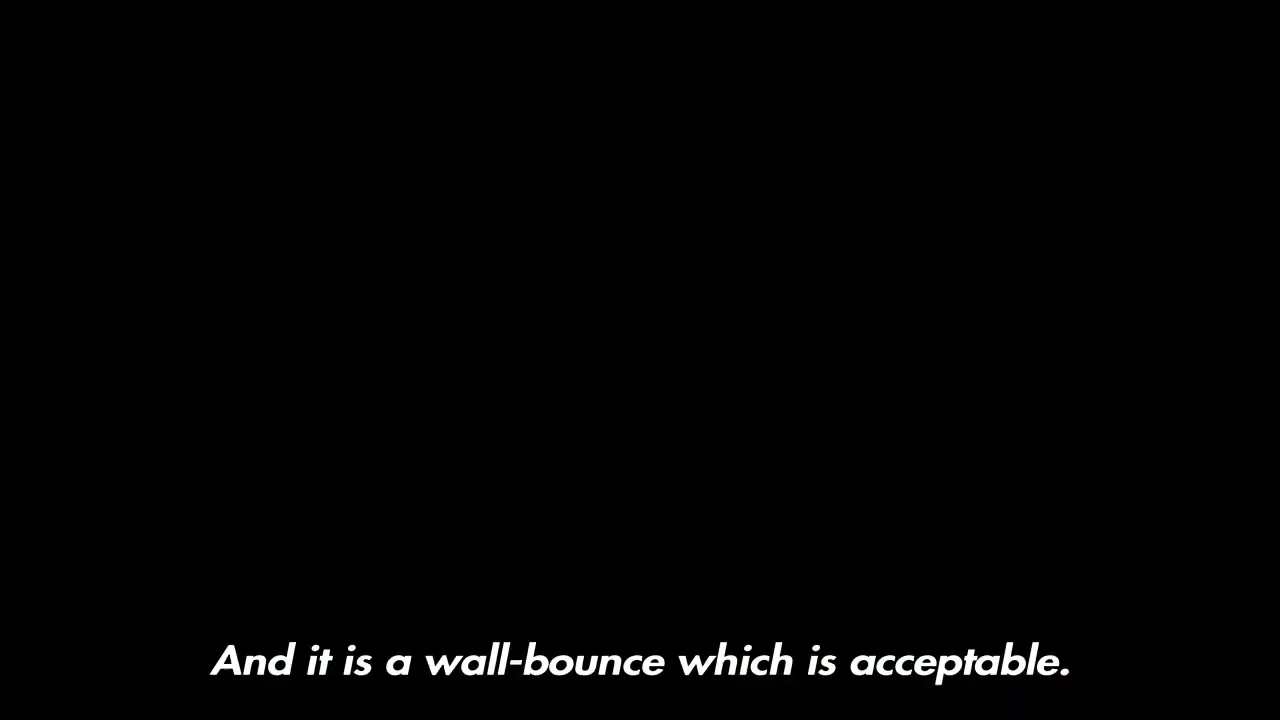 And it is a wall-bounce which is acceptable.